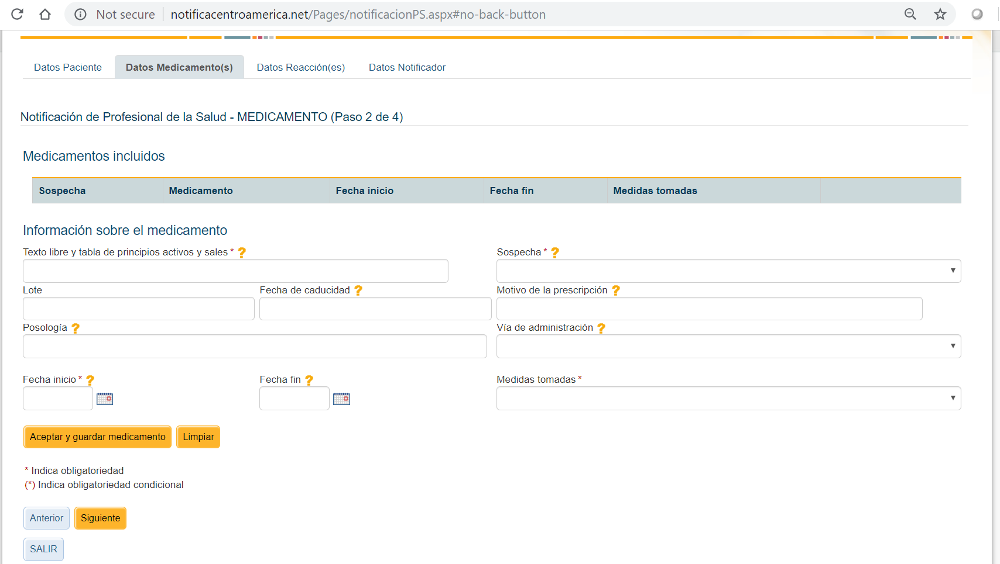 Not secure notificacentroamerica.net/Pages/notificacionPS.aspx#no-back-button
Datos Paciente Datos Medicamento(s) Datos Reacción(es) Datos Notificador
Notificación de Profesional de la Salud - MEDICAMENTO (Paso 2 de 4)
Medicamentos incluidos
Sospecha Medicamento Fecha inicio Fecha fin Medidas tomadas
Información sobre el medicamento
Texto libre y tabla de principios activos y sales * ? Sospecha * ?
Lote Fecha de caducidad ? Motivo de la prescripción ?
Posología ? Vía de administración ?
Fecha inicio * ? Fecha fin ? Medidas tomadas *
Aceptar y guardar medicamento Limpiar
* Indica obligatoriedad
(*) Indica obligatoriedad condicional
Anterior Siguiente
SALIR